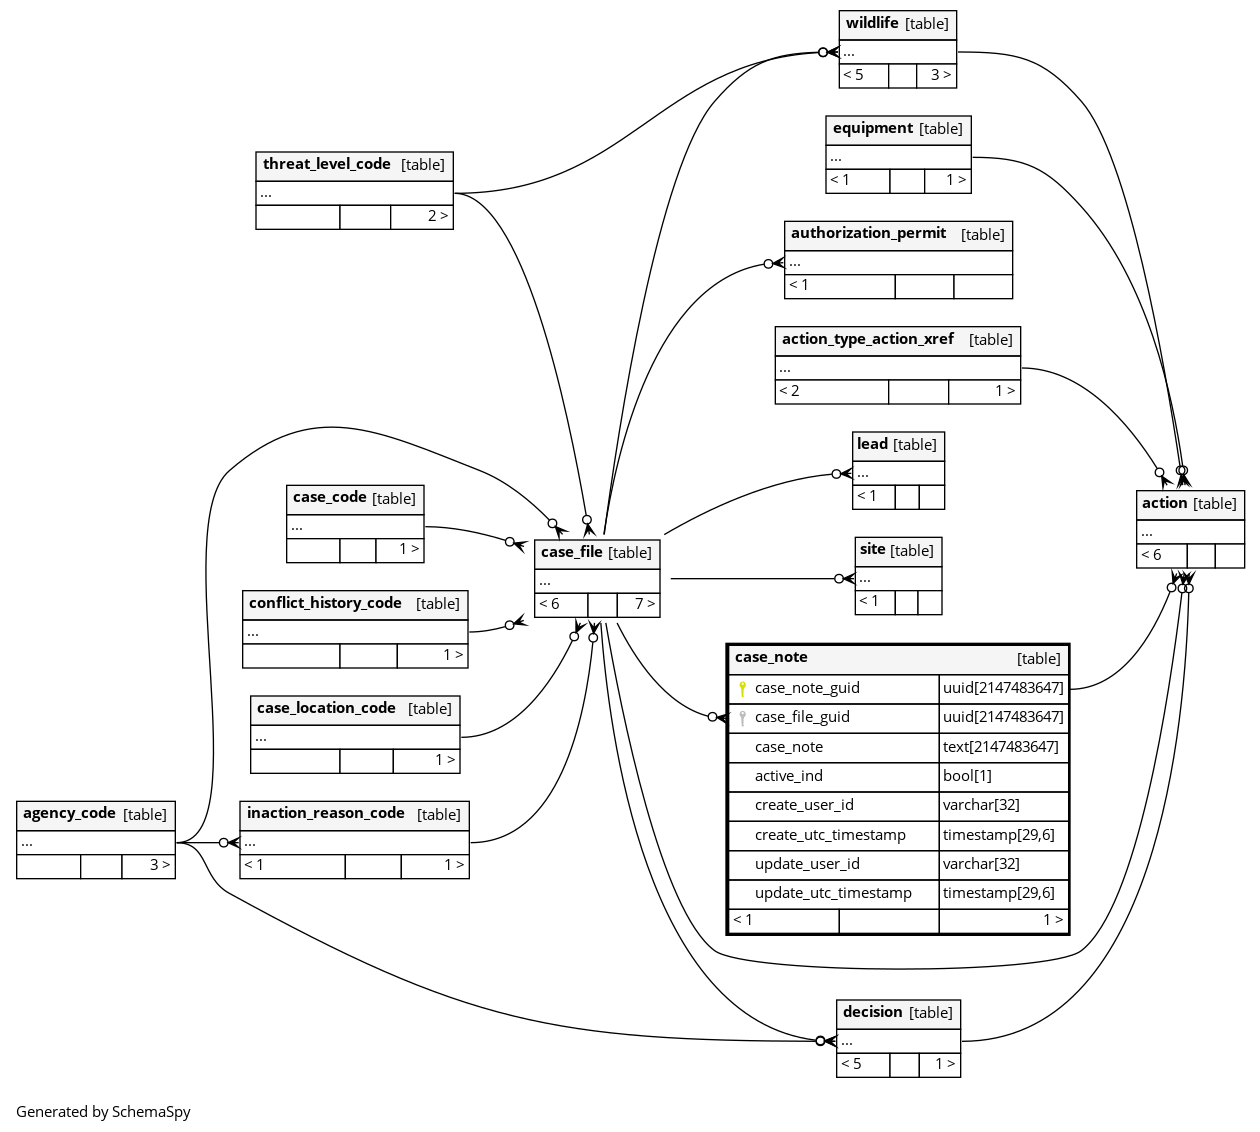 wildlife [table]
...
< 5 3 >
equipment [table]
...
< 1 1 >
threat_level_code [table]
...
2 >
authorization_permit [table]
...
< 1
action_type_action_xref [table]
...
< 2 1 >
lead [table]
...
< 1
case_code [table]
...
1 >
action [table]
...
< 6
case_file [table]
...
< 6 7 >
site [table]
...
< 1
conflict_history_code [table]
...
1 >
case_note [table]
case_note_guid uuid[2147483647]
case_file_guid uuid[2147483647]
case_note text[2147483647]
active_ind bool[1]
create_user_id varchar[32]
create_utc_timestamp timestamp[29,6]
update_user_id varchar[32]
update_utc_timestamp timestamp[29,6]
< 1 1 >
case_location_code [table]
...
1 >
agency_code [table]
...
3 >
inaction_reason_code [table]
...
< 1 1 >
decision [table]
...
< 5 1 >
Generated by SchemaSpy